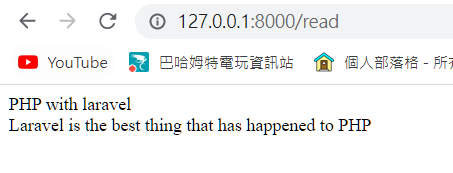 127.0.0.1:8000/read
YouTube 巴哈姆特電玩資訊站 個人部落格 - 所有
PHP with laravel
Laravel is the best thing that has happened to PHP